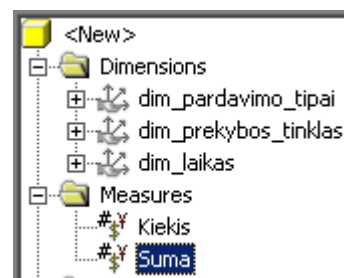 <New>
Dimensions
dim_pardavimo_tipai
dim_prekybos_tinklas
dim_laikas
Measures
Kiekis
Suma